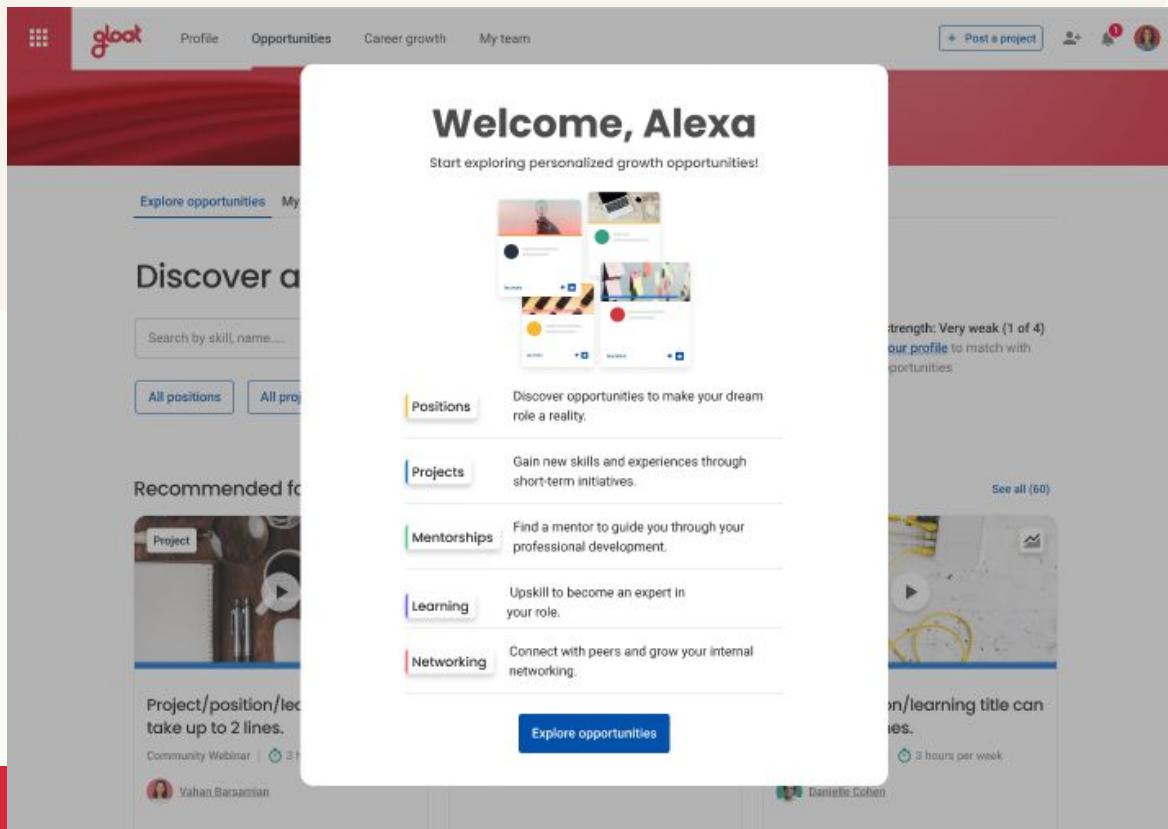 gloat
Profile Opportunities Career growth My team
+ Post a project
1
Welcome, Alexa
Start exploring personalized growth opportunities!
Explore opportunities My
Discover a
Search by skill, name....
trength: Very weak (1 of 4)
our profile to match with
portunities
All positions All proj
Positions
Discover opportunities to make your dream
role a reality.
Projects
Gain new skills and experiences through
short-term initiatives.
Mentorships
Find a mentor to guide you through your
professional development.
Learning
Upskill to become an expert in
your role.
Networking
Connect with peers and grow your internal
networking.
Explore opportunities
Recommended fo
See all (60)
Project
Project/position/lea
take up to 2 lines.
Community Webinar | 3 h
Vahan Barsamian
on/learning title can
es.
3 hours per week
Danielle Cohen